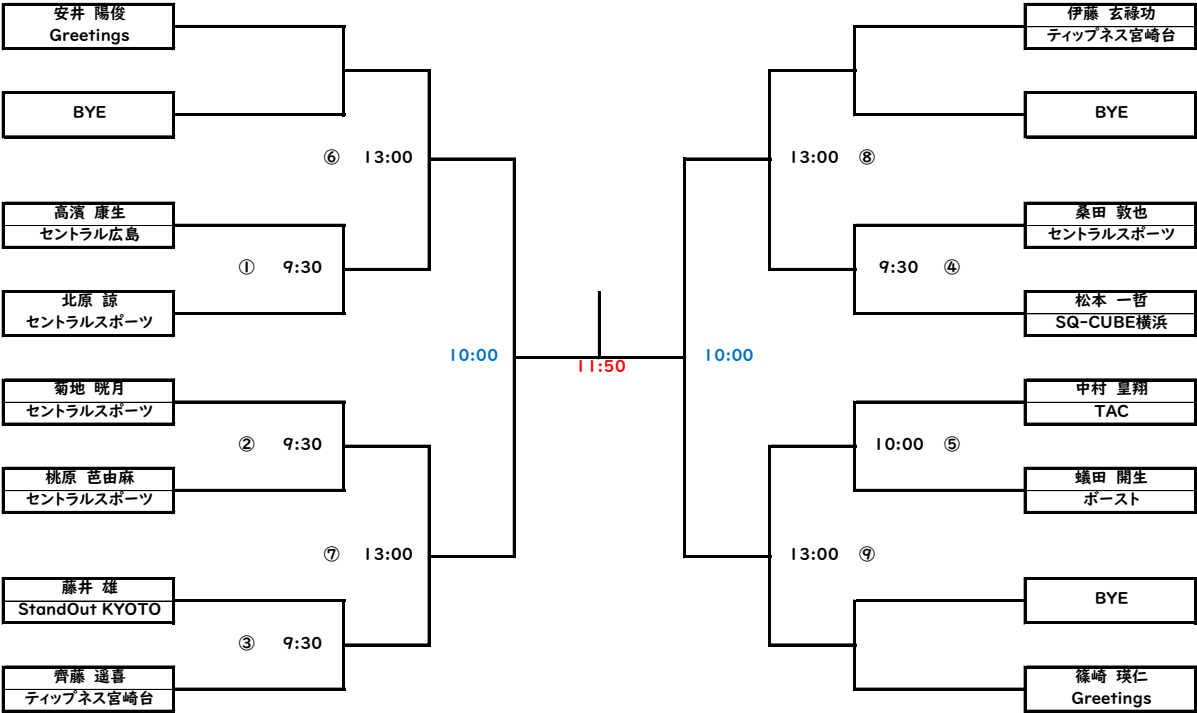 安井 陽俊
Greetings
BYE
⑥ 13:00
高濱 康生
セントラル広島
① 9:30
北原 諒
セントラルスポーツ
10:00
菊地 晄月
セントラルスポーツ
② 9:30
桃原 芭由麻
セントラルスポーツ
⑦ 13:00
藤井 雄
StandOut KYOTO
③ 9:30
齊藤 遥喜
ティップネス宮崎台
11:50
伊藤 玄祿功
ティップネス宮崎台
BYE
13:00 ⑧
桑田 敦也
セントラルスポーツ
9:30 ④
松本 一哲
SQ-CUBE横浜
10:00
中村 皇翔
TAC
10:00 ⑤
蟻田 開生
ボースト
13:00 ⑨
BYE
篠崎 瑛仁
Greetings